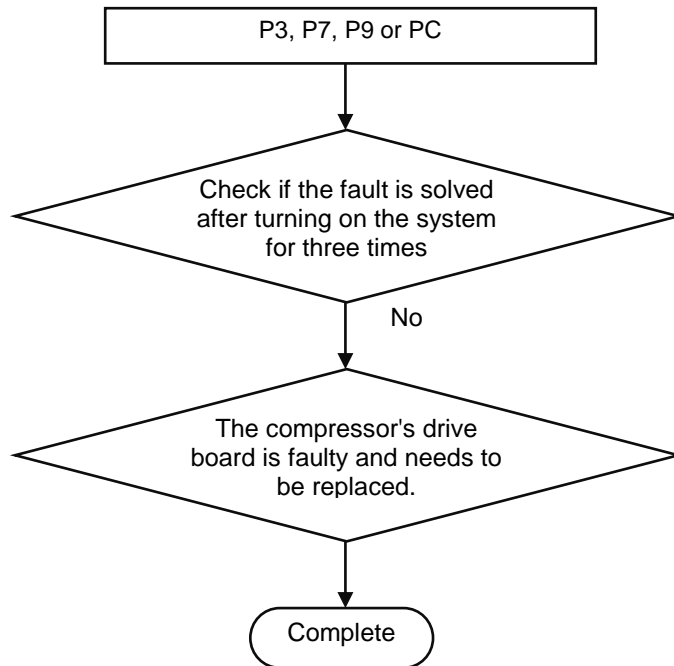 P3, P7, P9 or PC
Check if the fault is solved
after turning on the system
for three times
No
The compressor's drive
board is faulty and needs to
be replaced.
Complete